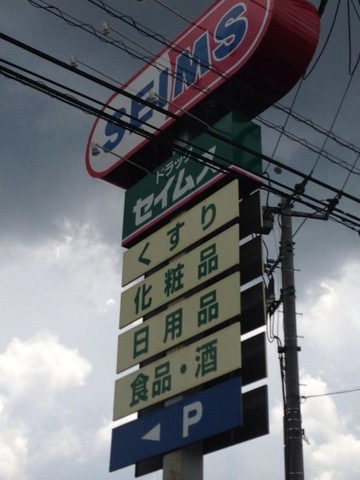 SEIMS
ドラッグ
セイムス
くすり
化粧品
日用品
食品・酒
◀ P